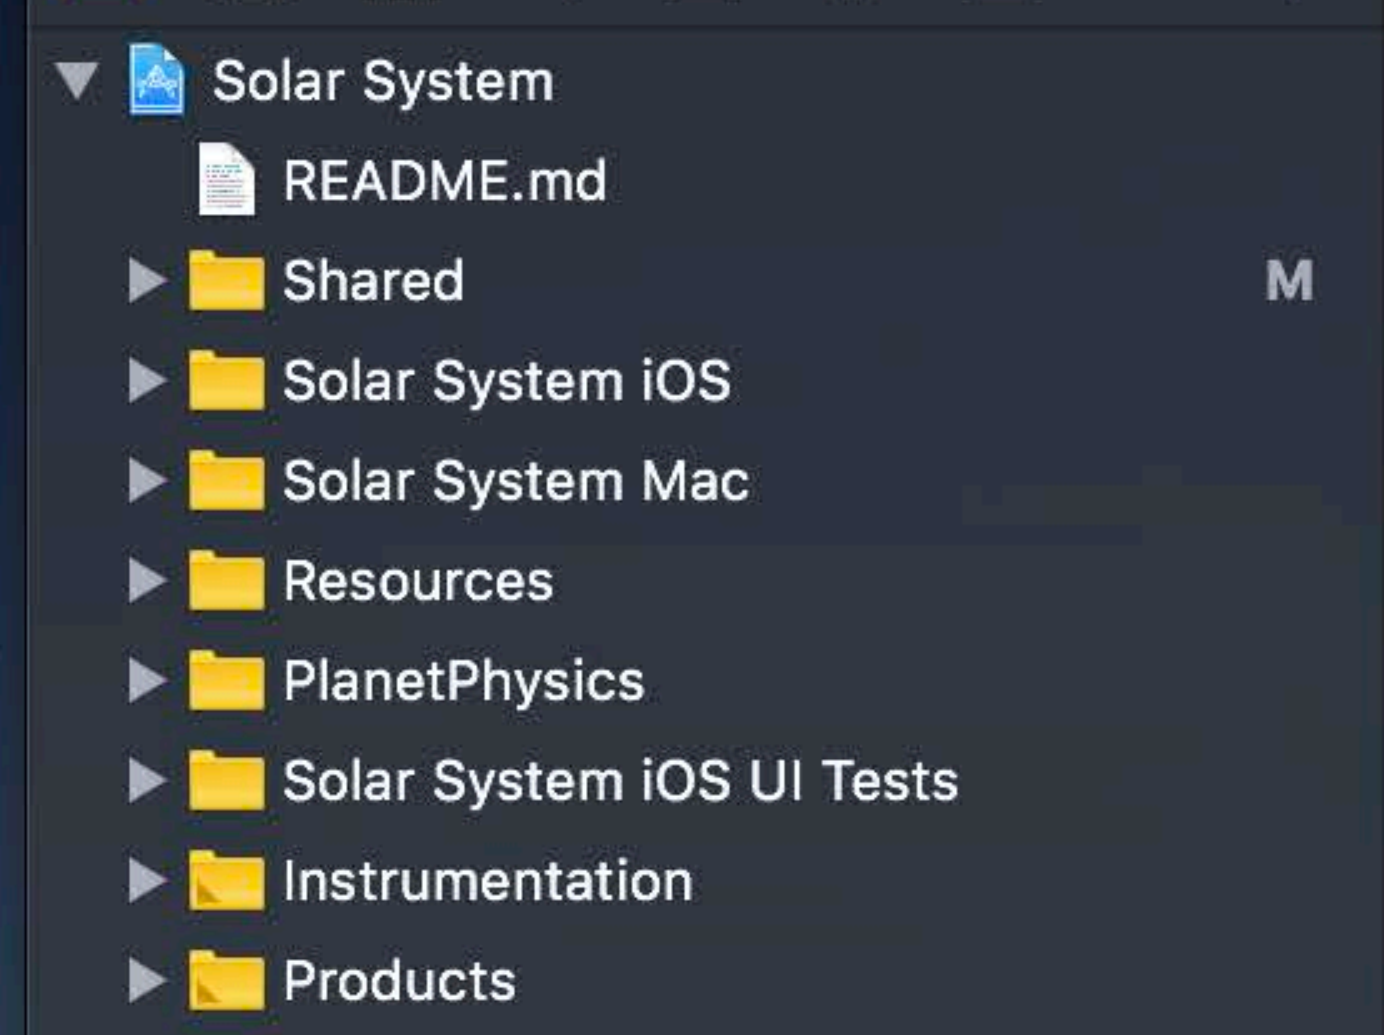 Solar System
README.md
Shared M
Solar System iOS
Solar System Mac
Resources
PlanetPhysics
Solar System iOS UI Tests
Instrumentation
Products